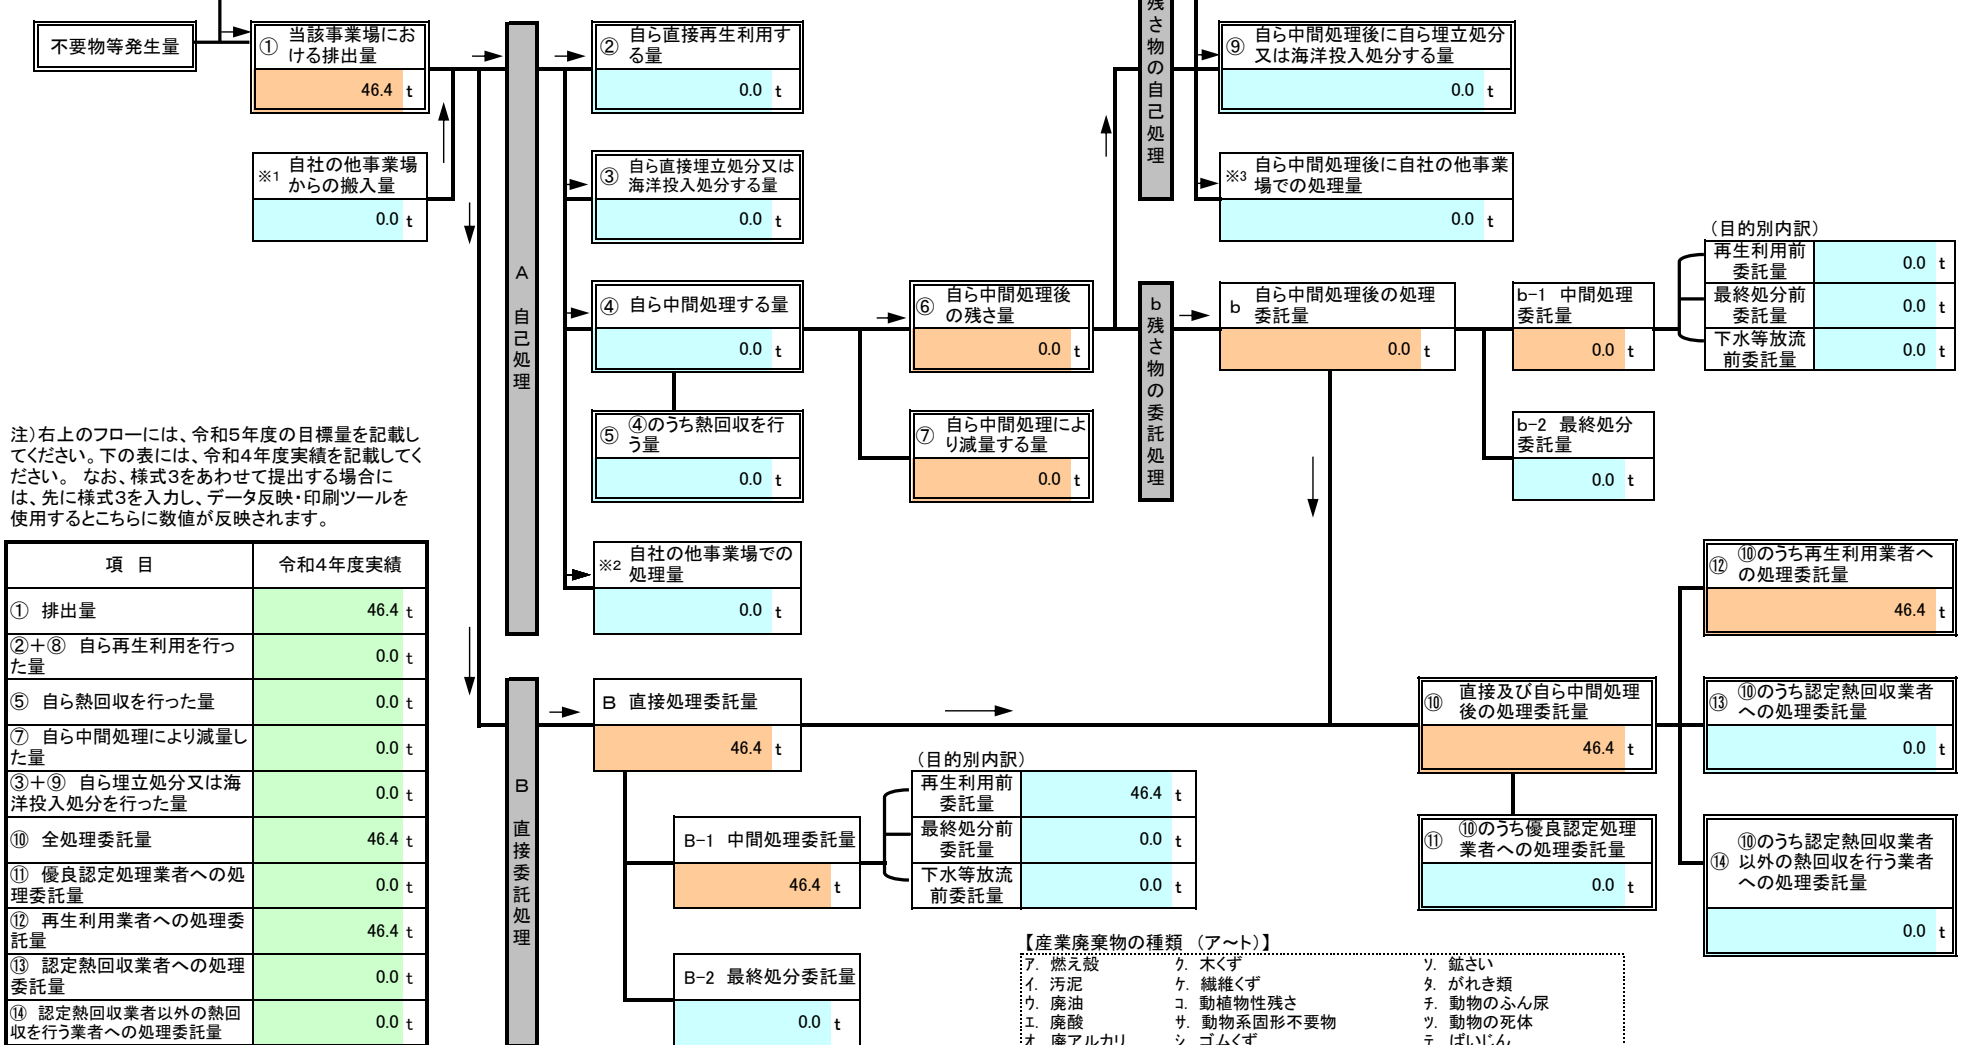 不要物等発生量
①
当該事業場にお
ける排出量
46.4 t
※1
自社の他事業場
からの搬入量
0.0 t
A 自己処理
②
自ら直接再生利用す
る量
0.0 t
③
自ら直接埋立処分又は
海洋投入処分する量
0.0 t
④ 自ら中間処理する量
0.0 t
⑤
④のうち熱回収を行
う量
0.0 t
※2
自社の他事業場での
処理量
0.0 t
⑥
自ら中間処理後
の残さ量
0.0 t
⑦
自ら中間処理によ
り減量する量
0.0 t
残さ物の自己処理
⑨
自ら中間処理後に自ら埋立処分
又は海洋投入処分する量
0.0 t
※3
自ら中間処理後に自社の他事業
場での処理量
0.0 t
b 残さ物の委託処理
b
自ら中間処理後の処理
委託量
0.0 t
b-1 中間処理
委託量
0.0 t
b-2 最終処分
委託量
0.0 t
(目的別内訳)
再生利用前
委託量
0.0 t
最終処分前
委託量
0.0 t
下水等放流
前委託量
0.0 t
注)右上のフローには、令和5年度の目標量を記載し
てください。下の表には、令和4年度実績を記載してく
ださい。 なお、様式3をあわせて提出する場合に
は、先に様式3を入力し、データ反映・印刷ツールを
使用するとこちらに数値が反映されます。
項 目 令和4年度実績
① 排出量 46.4 t
②+⑧ 自ら再生利用を行っ
た量 0.0 t
⑤ 自ら熱回収を行った量 0.0 t
⑦ 自ら中間処理により減量し
た量 0.0 t
③+⑨ 自ら埋立処分又は海
洋投入処分を行った量 0.0 t
⑩ 全処理委託量 46.4 t
⑪ 優良認定処理業者への処
理委託量 0.0 t
⑫ 再生利用業者への処理委
託量 46.4 t
⑬ 認定熱回収業者への処理
委託量 0.0 t
⑭ 認定熱回収業者以外の熱回
収を行う業者への処理委託量 0.0 t
B 直接委託処理
B 直接処理委託量
46.4 t
B-1 中間処理委託量
46.4 t
B-2 最終処分委託量
0.0 t
(目的別内訳)
再生利用前
委託量
46.4 t
最終処分前
委託量
0.0 t
下水等放流
前委託量
0.0 t
⑩
直接及び自ら中間処理
後の処理委託量
46.4 t
⑪
⑩のうち優良認定処理
業者への処理委託量
0.0 t
⑫
⑩のうち再生利用業者へ
の処理委託量
46.4 t
⑬
⑩のうち認定熱回収業者
への処理委託量
0.0 t
⑭
⑩のうち認定熱回収業者
以外の熱回収を行う業者
への処理委託量
0.0 t
【産業廃棄物の種類 (ア~ト)】
ア. 燃え殻 ク. 木くず ソ. 鉱さい
イ. 汚泥 ケ. 繊維くず タ. がれき類
ウ. 廃油 コ. 動植物性残さ チ. 動物のふん尿
エ. 廃酸 サ. 動物系固形不要物 ツ. 動物の死体
オ. 廃アルカリ シ. ゴムくず テ. ばいじん